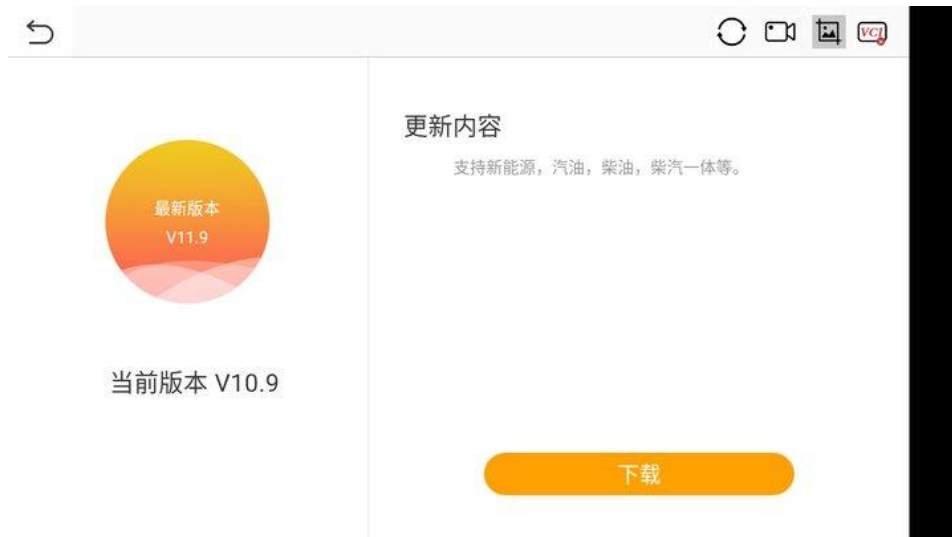 VCI
最新版本
V11.9
当前版本 V10.9
更新内容
支持新能源，汽油，柴油，柴汽一体等。
下载